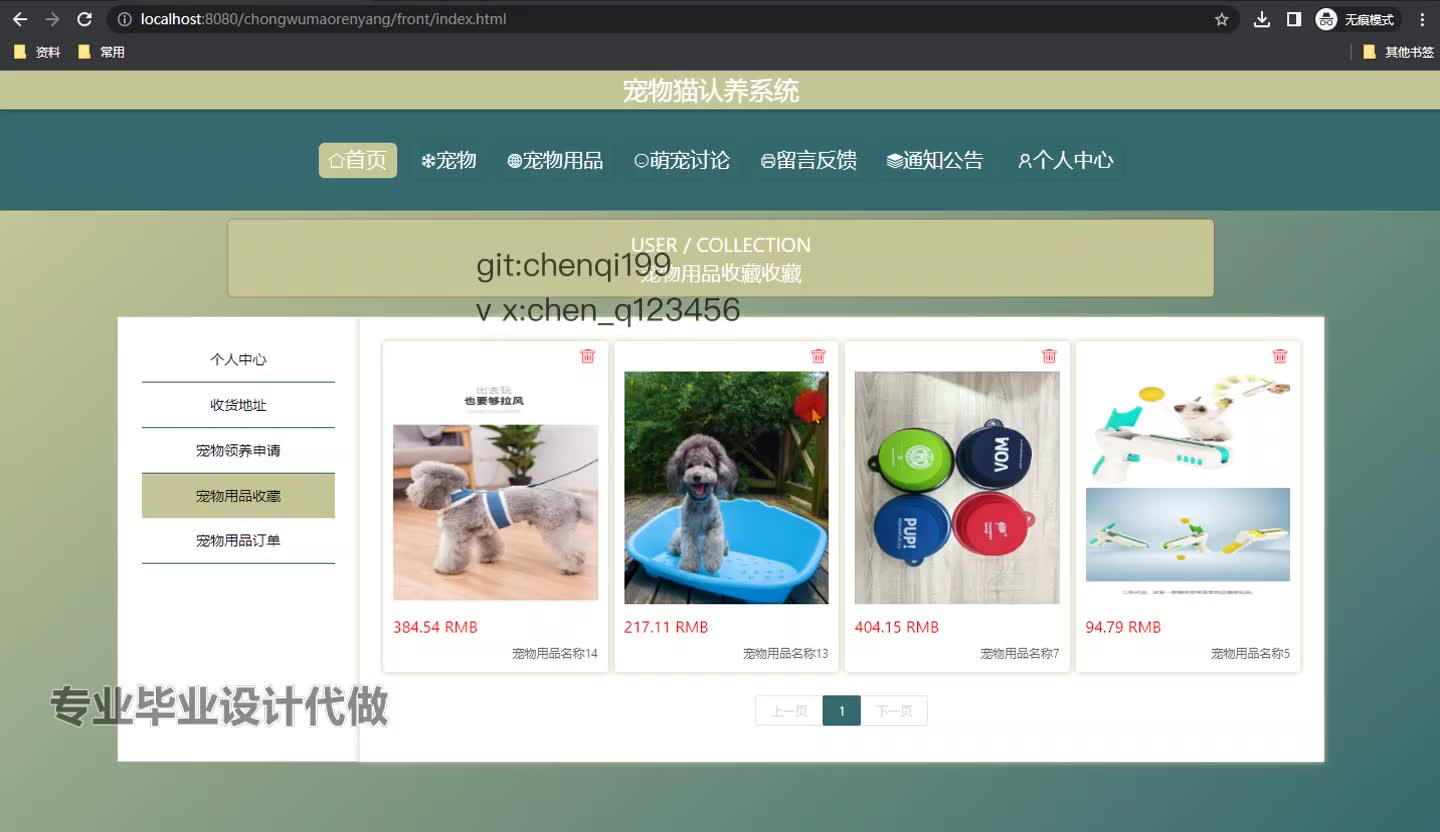 localhost:8080/chongwumaorenyang/front/index.html
无痕模式
资料
常用
其他书签
宠物猫认养系统
首页
宠物
宠物用品
萌宠讨论
留言反馈
通知公告
个人中心
USER / COLLECTION
宠物用品收藏收藏
git:chenqi199
v x:chen_q123456
个人中心
收货地址
宠物领养申请
宠物用品收藏
宠物用品订单
出去玩
也要够拉风
WOW
PUP!
384.54 RMB
宠物用品名称14
217.11 RMB
宠物用品名称13
404.15 RMB
宠物用品名称7
94.79 RMB
宠物用品名称5
上一页
1
下一页
专业毕业设计代做